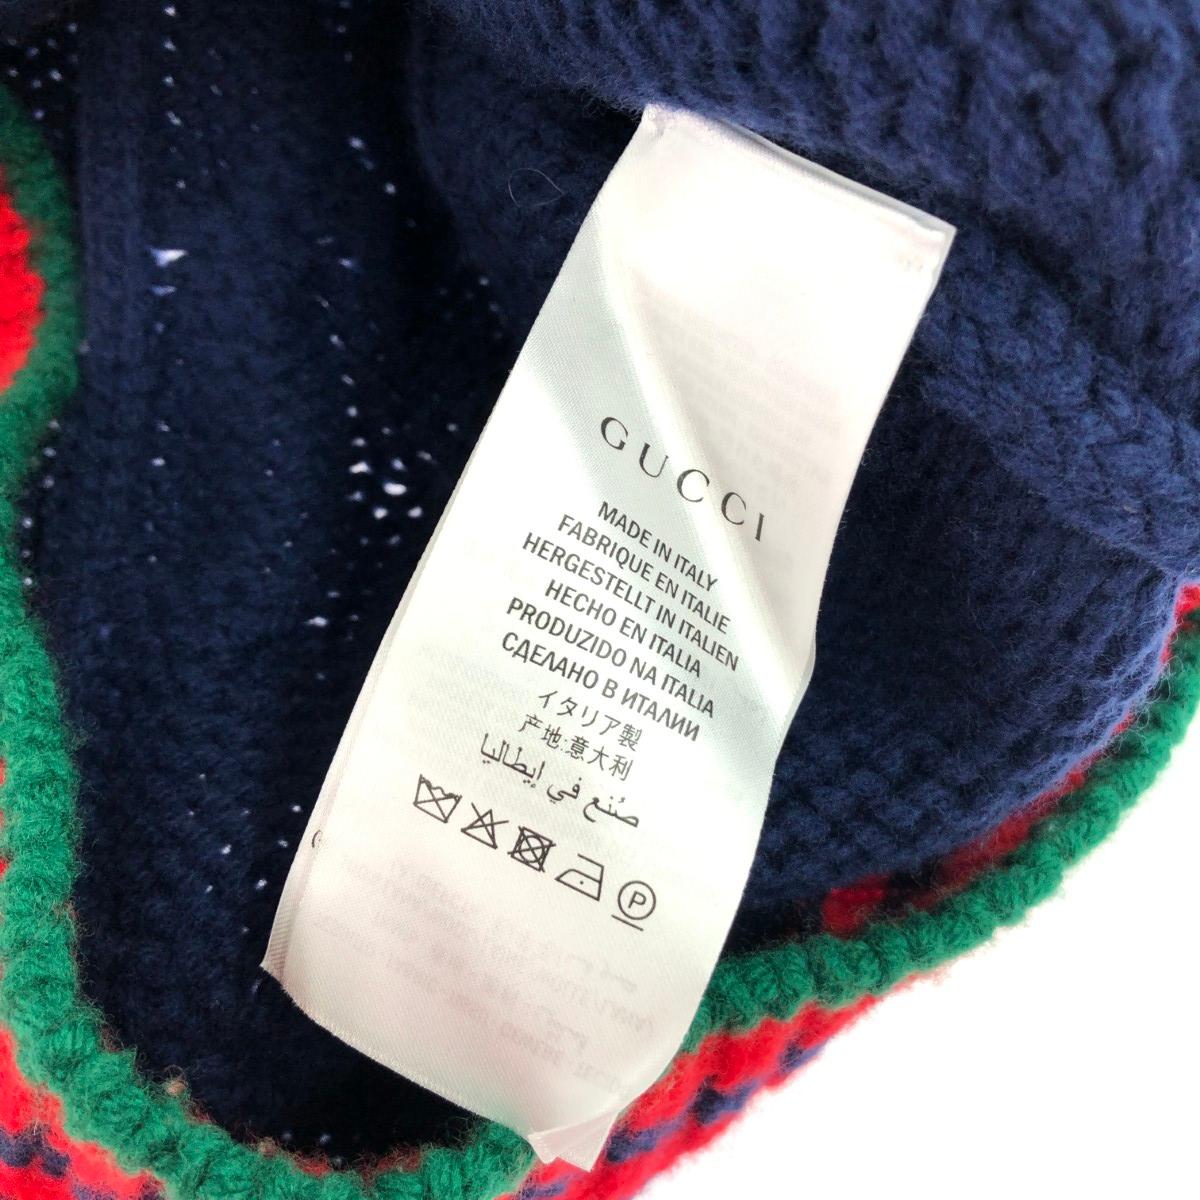 GUCCI
MADE IN ITALY
FABRIQUE EN ITALIE
HERGESTELLT IN ITALIEN
HECHO EN ITALIA
PRODUZIDO NA ITALIA
СДЕЛАНО В ИТАЛИИ
イタリア製
产地:意大利
صُنع في إيطاليا
P